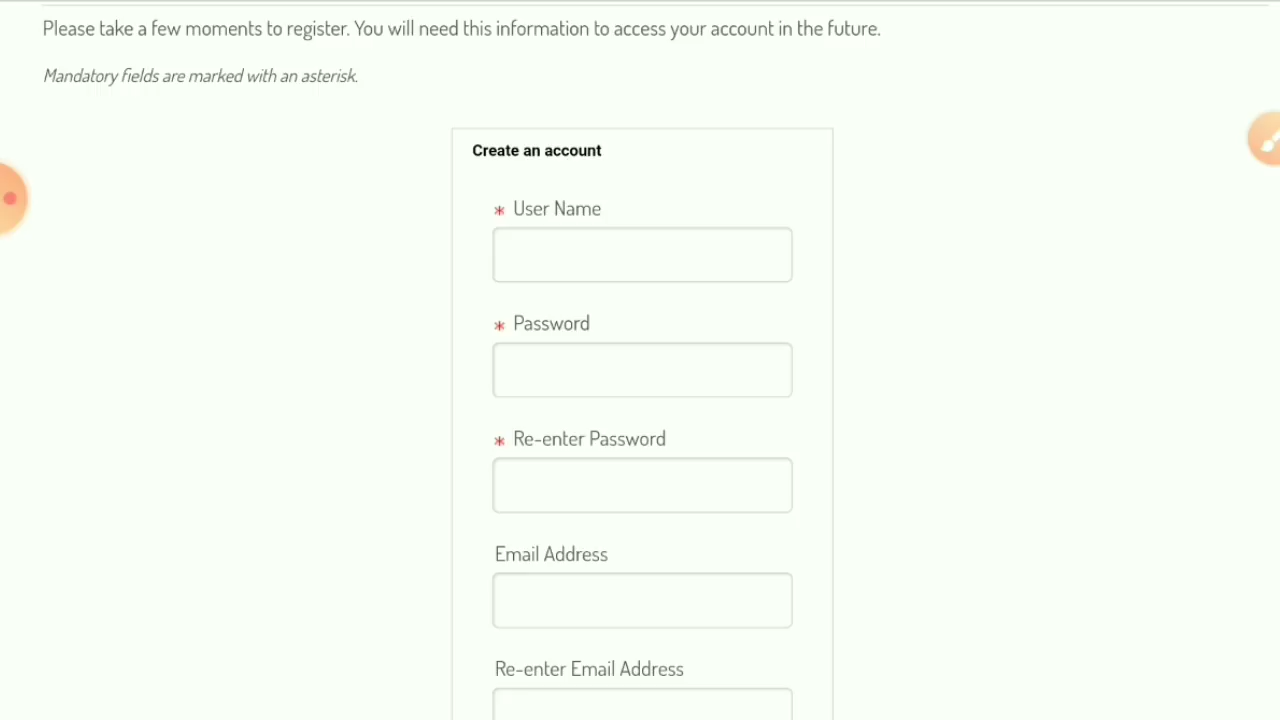 Please take a few moments to register. You will need this information to access your account in the future.
Mandatory fields are marked with an asterisk.
Create an account
* User Name
* Password
* Re-enter Password
Email Address
Re-enter Email Address